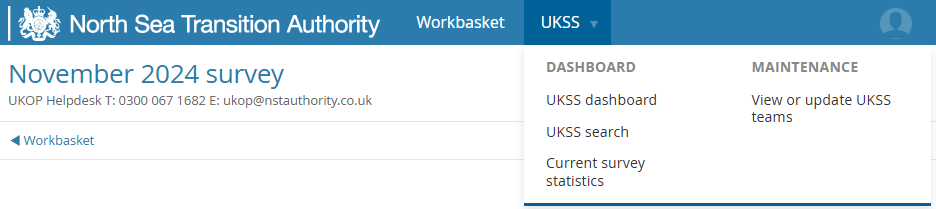 North Sea Transition Authority
Workbasket
UKSS
November 2024 survey
UKOP Helpdesk T: 0300 067 1682 E: ukop@nstauthority.co.uk
Workbasket
DASHBOARD
UKSS dashboard
UKSS search
Current survey
statistics
MAINTENANCE
View or update UKSS
teams